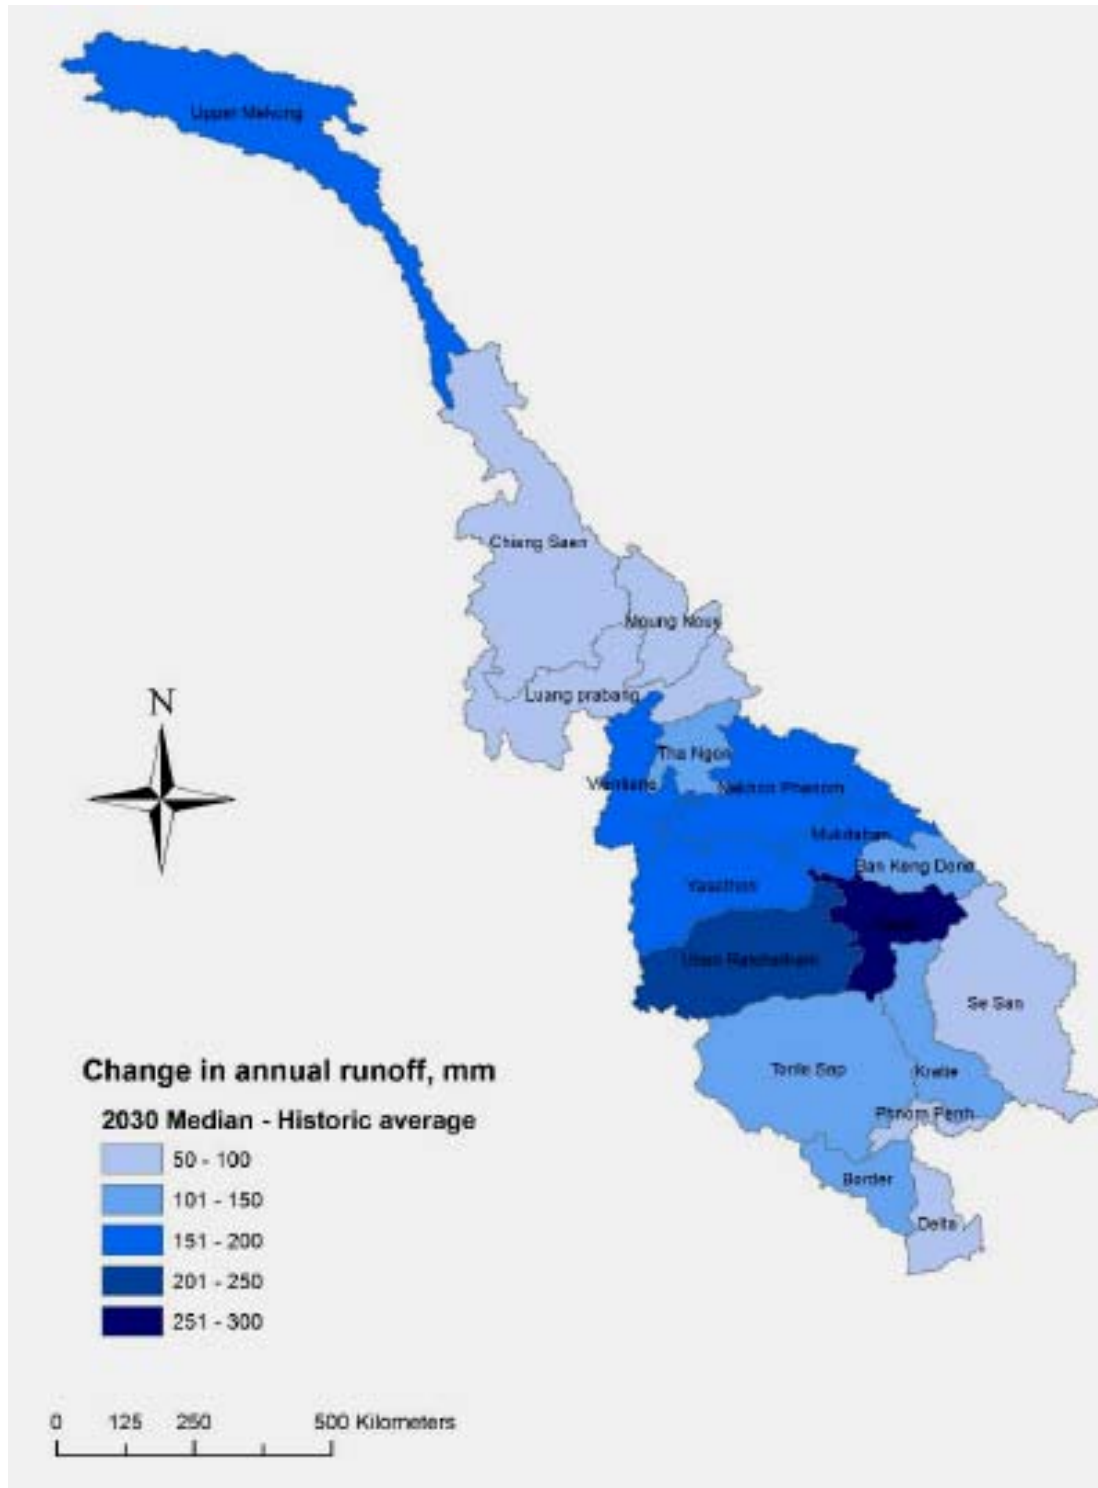 Upper Mekong
Chiang Saen
Moung Nouy
Luang prabang
N
Tha Ngon
Vientiane
Nakhon Phanom
Mukdahan
Ban Keng Done
Yasothon
Ubon Ratchathani
Se San
Change in annual runoff, mm
Tonle Sap
Kratie
2030 Median - Historic average
Phnom Penh
50 - 100
Border
101 - 150
Delta
151 - 200
201 - 250
251 - 300
0 125 250 500 Kilometers